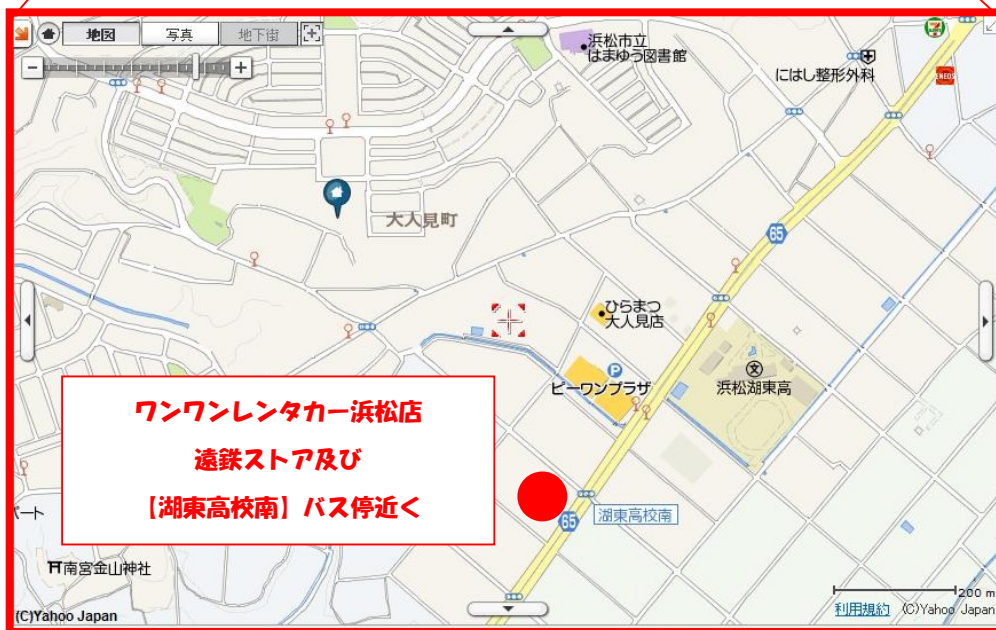 地図
写真
地下街
浜松市立
はまゆう図書館
にはし整形外科
ENEOS
大人見町
65
ひらまつ
大人見店
P
ピーワンプラザ
文
浜松湖東高
ワンワンレンタカー浜松店
遠鉄ストア及び
【湖東高校南】バス停近く
65
湖東高校南
パート
南宮金山神社
200 m
利用規約 (C)Yahoo Japan
(C)Yahoo Japan